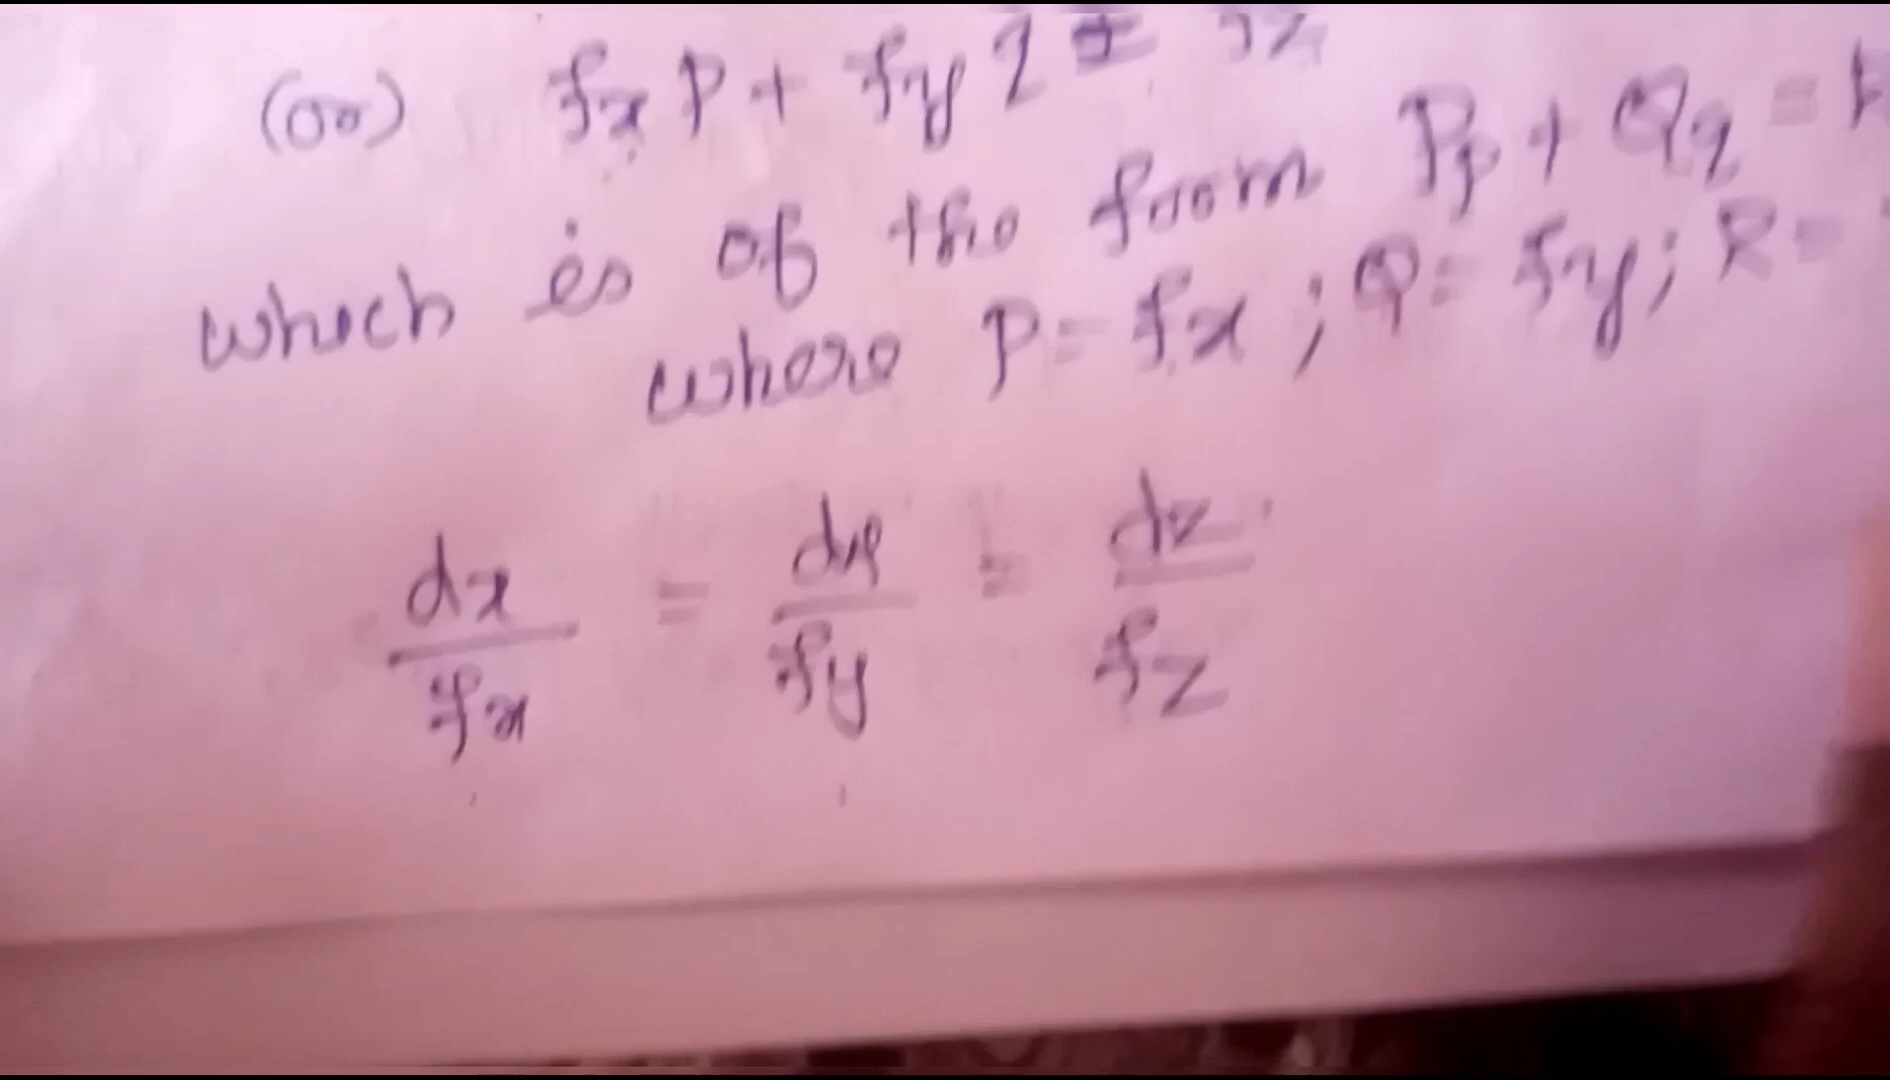 (or) fx p + fy q = fz
which is of the form Pp + Qq = R
where P = fx ; Q = fy ; R =
dx/fx = dy/fy = dz/fz